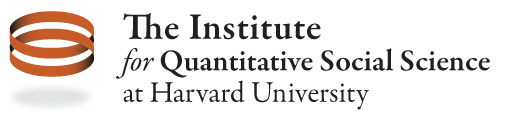 The Institute
for Quantitative Social Science
at Harvard University